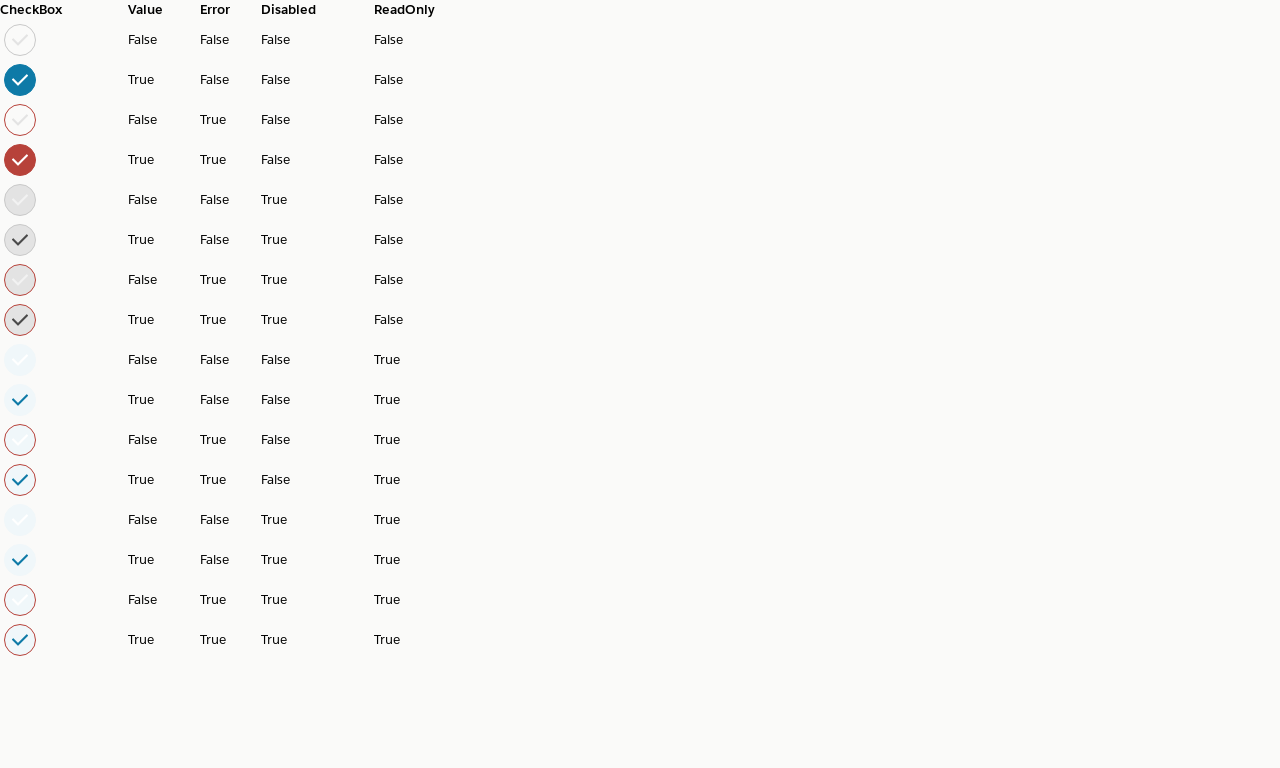 CheckBox Value Error Disabled ReadOnly
False False False False
True False False False
False True False False
True True False False
False False True False
True False True False
False True True False
True True True False
False False False True
True False False True
False True False True
True True False True
False False True True
True False True True
False True True True
True True True True